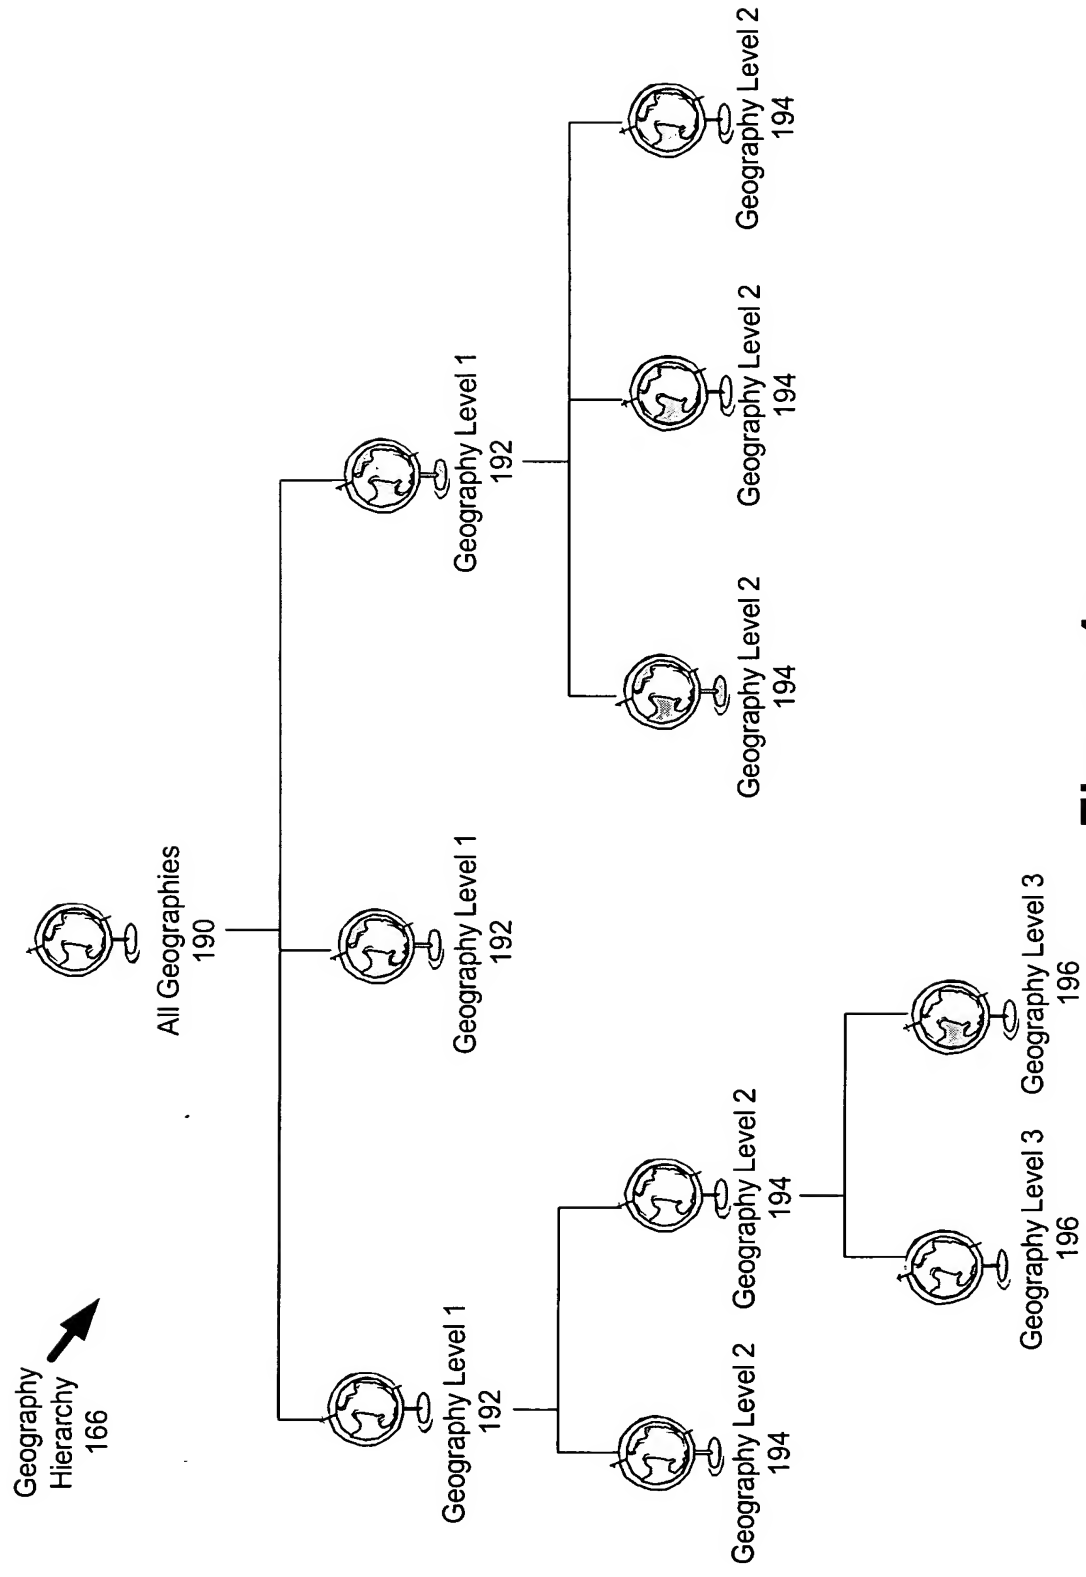 Geography
Hierarchy
166
All Geographies
190
Geography Level 1
192
Geography Level 1
192
Geography Level 1
192
Geography Level 2
194
Geography Level 2
194
Geography Level 2
194
Geography Level 2
194
Geography Level 2
194
Geography Level 3
196
Geography Level 3
196